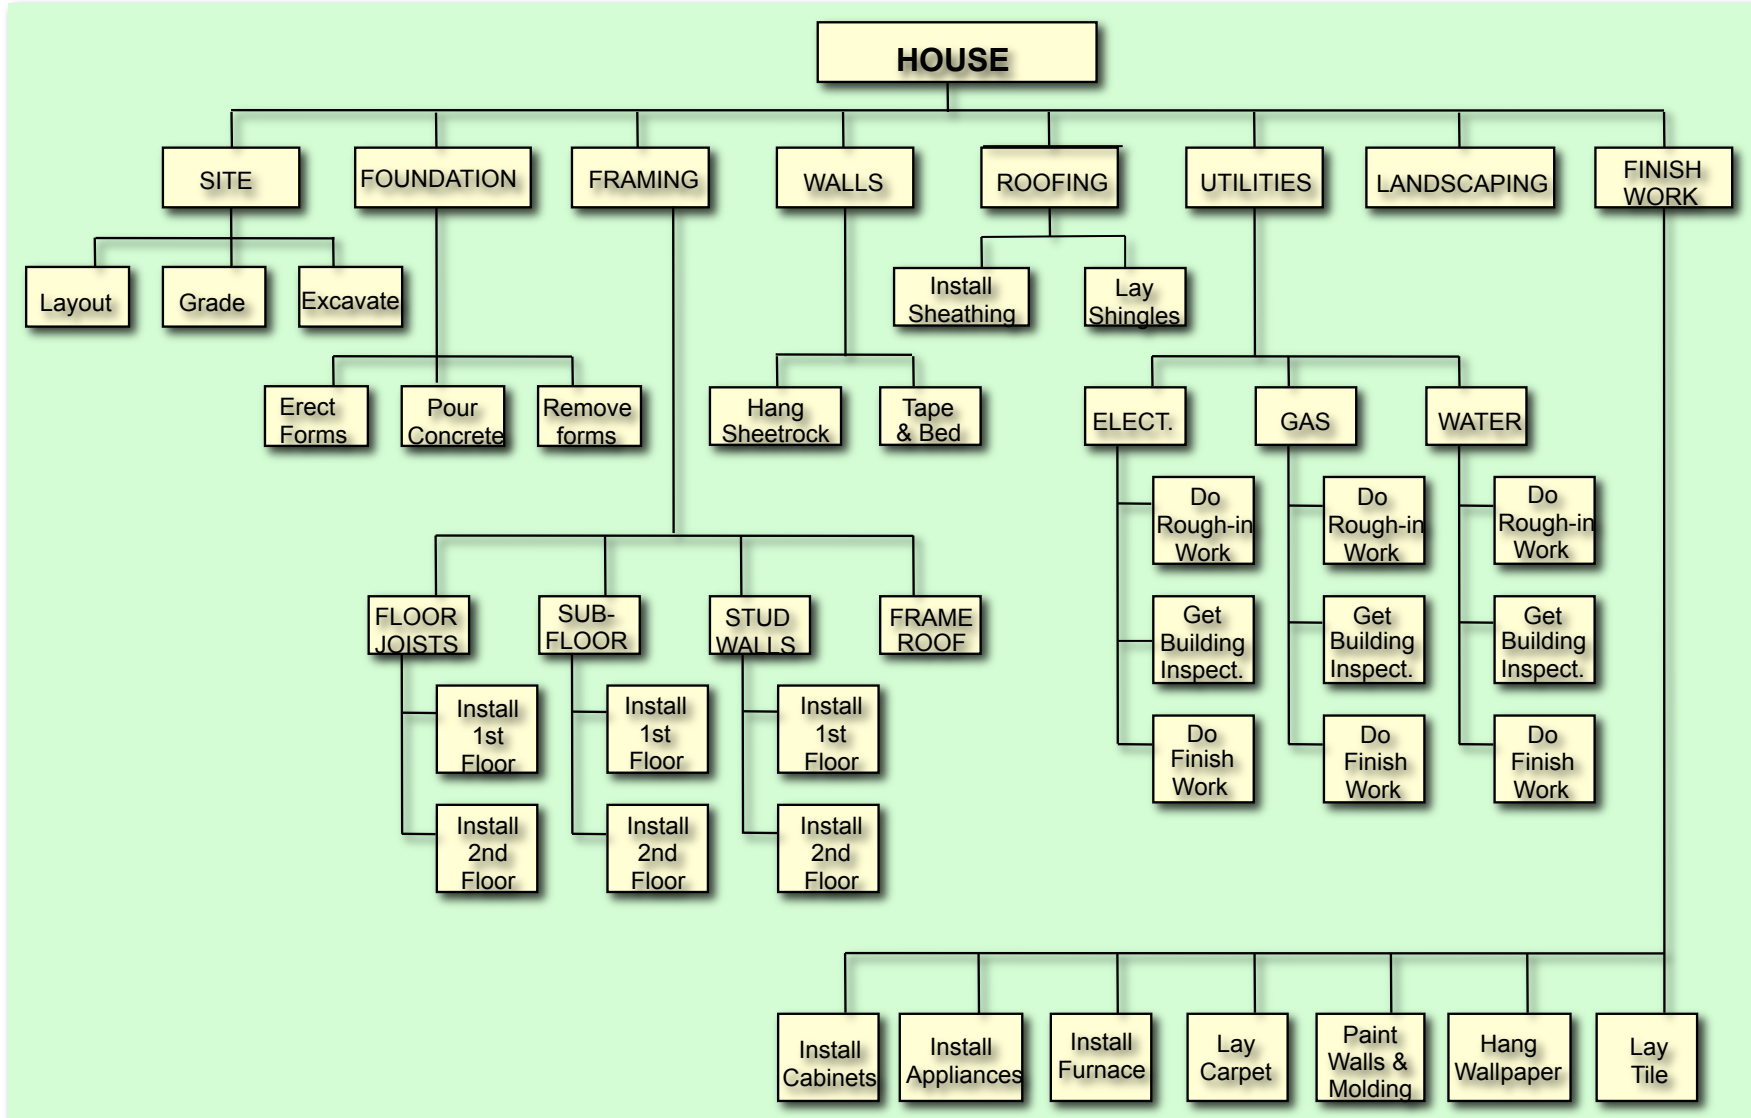 HOUSE
SITE
FOUNDATION
FRAMING
WALLS
ROOFING
UTILITIES
LANDSCAPING
FINISH
WORK
Layout
Grade
Excavate
Install
Sheathing
Lay
Shingles
Erect
Forms
Pour
Concrete
Remove
forms
Hang
Sheetrock
Tape
& Bed
ELECT.
GAS
WATER
Do
Rough-in
Work
Do
Rough-in
Work
Do
Rough-in
Work
FLOOR
JOISTS
SUB-
FLOOR
STUD
WALLS
FRAME
ROOF
Get
Building
Inspect.
Get
Building
Inspect.
Get
Building
Inspect.
Install
1st
Floor
Install
1st
Floor
Install
1st
Floor
Do
Finish
Work
Do
Finish
Work
Do
Finish
Work
Install
2nd
Floor
Install
2nd
Floor
Install
2nd
Floor
Install
Cabinets
Install
Appliances
Install
Furnace
Lay
Carpet
Paint
Walls &
Molding
Hang
Wallpaper
Lay
Tile